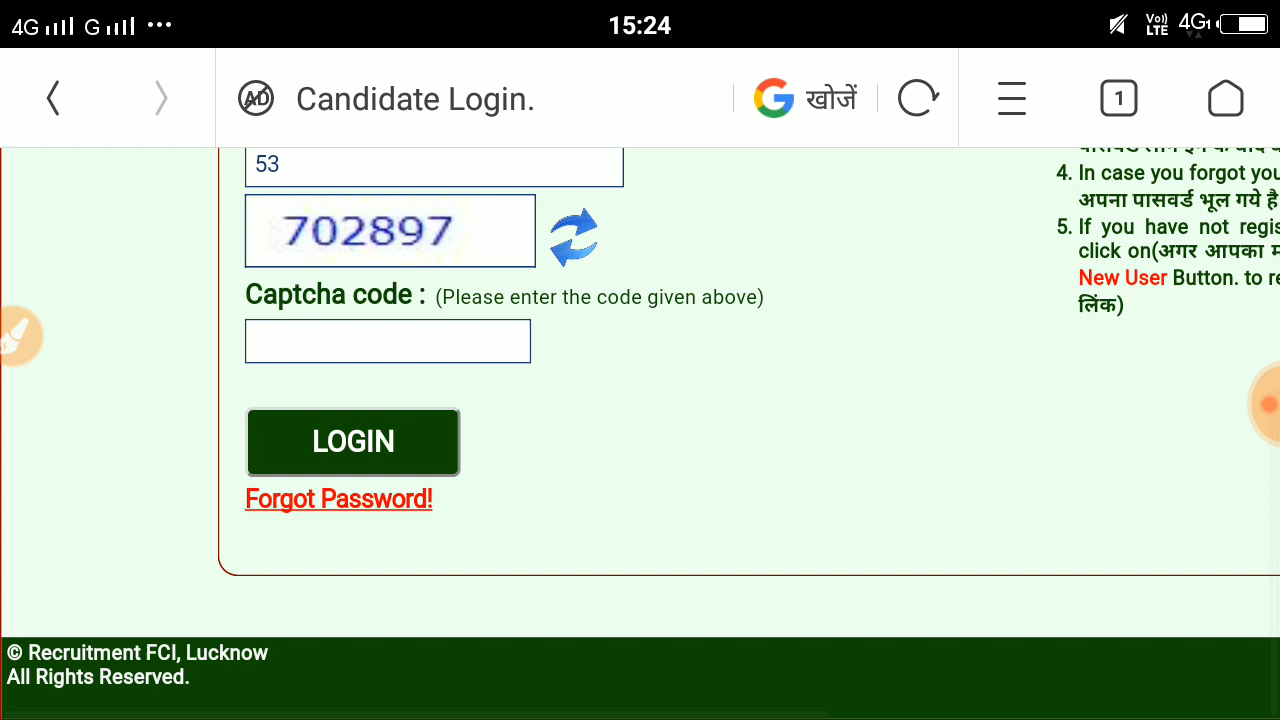 4G G 15:24 Vo)) LTE 4G
Candidate Login. खोजें 1
53
702897
Captcha code : (Please enter the code given above)
LOGIN
Forgot Password!
4. In case you forgot you
अपना पासवर्ड भूल गये है
5. If you have not regis
click on(अगर आपका
New User Button. to re
लिंक)
© Recruitment FCI, Lucknow
All Rights Reserved.